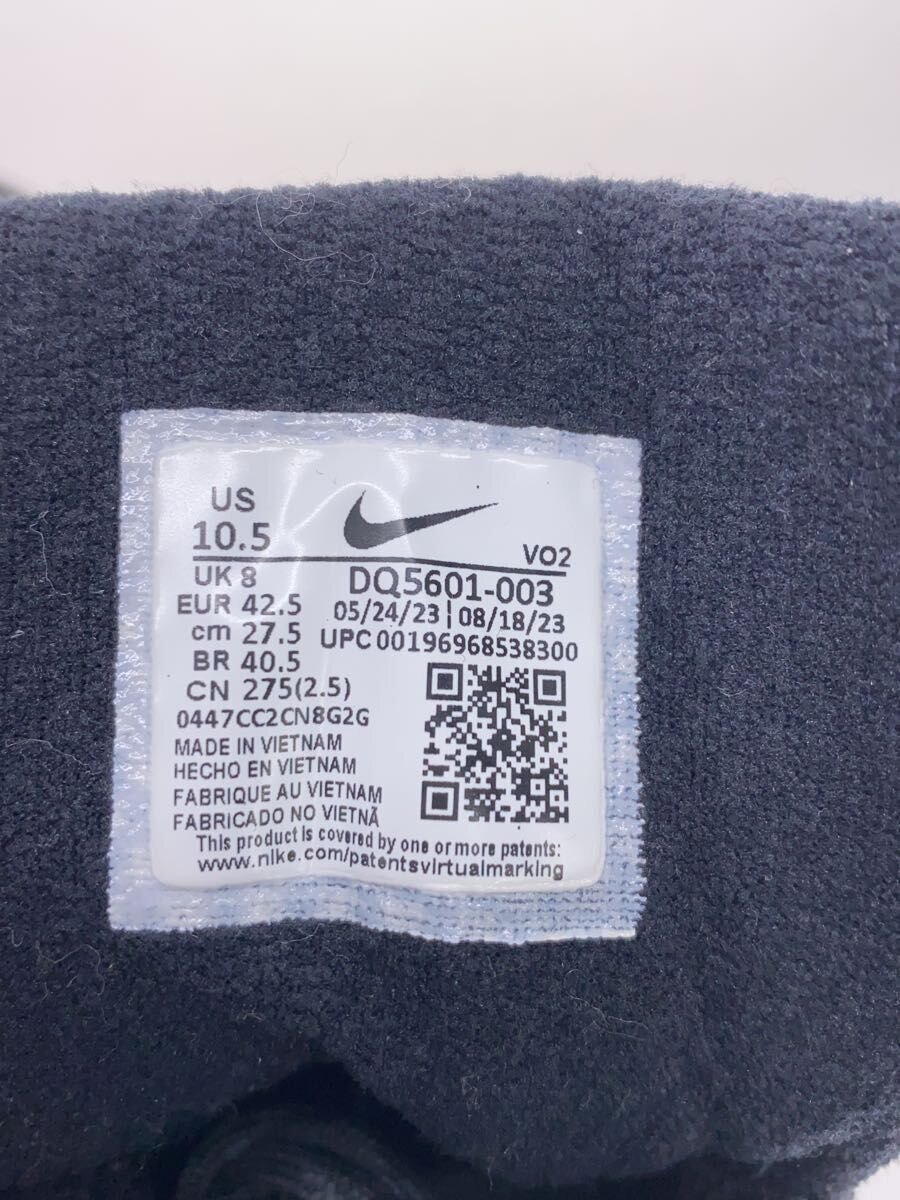 US
10.5
VO2
UK 8
EUR 42.5
cm 27.5
BR 40.5
CN 275(2.5)
0447CC2CN8G2G
DQ5601-003
05/24/23 | 08/18/23
UPC 00196968538300
MADE IN VIETNAM
HECHO EN VIETNAM
FABRIQUE AU VIETNAM
FABRICADO NO VIETNÃ
This product is covered by one or more patents:
www.nike.com/patentsvirtualmarking